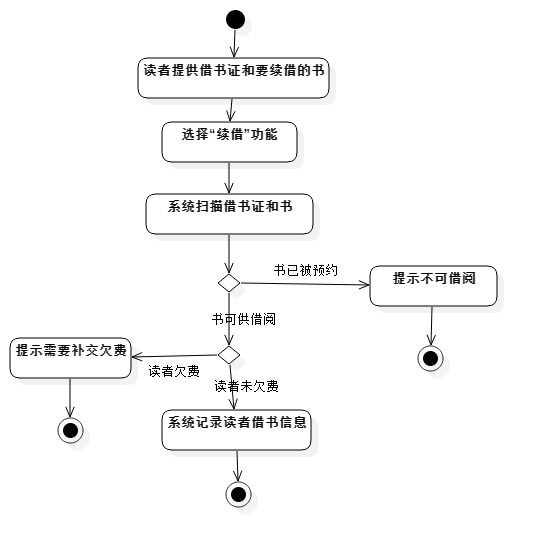 读者提供借书证和要续借的书
选择“续借”功能
系统扫描借书证和书
书已被预约
提示不可借阅
书可供借阅
提示需要补交欠费
读者欠费
读者未欠费
系统记录读者借书信息